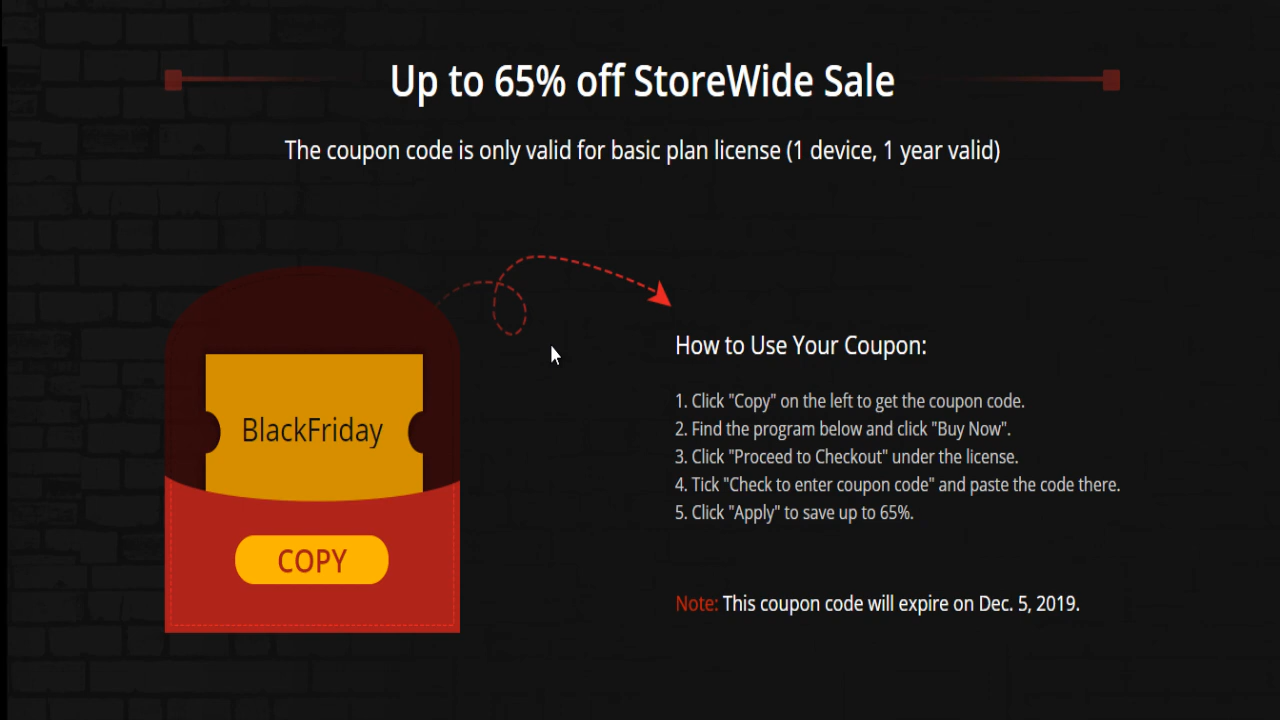 Up to 65% off StoreWide Sale
The coupon code is only valid for basic plan license (1 device, 1 year valid)
BlackFriday
COPY
How to Use Your Coupon:
1. Click "Copy" on the left to get the coupon code.
2. Find the program below and click "Buy Now".
3. Click "Proceed to Checkout" under the license.
4. Tick "Check to enter coupon code" and paste the code there.
5. Click "Apply" to save up to 65%.
Note: This coupon code will expire on Dec. 5, 2019.